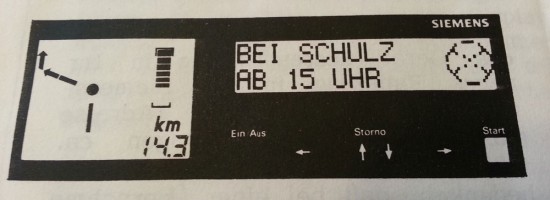 SIEMENS
BEI SCHULZ
AB 15 UHR
km
14.3
Ein Aus
← Storno ↑ ↓ → Start